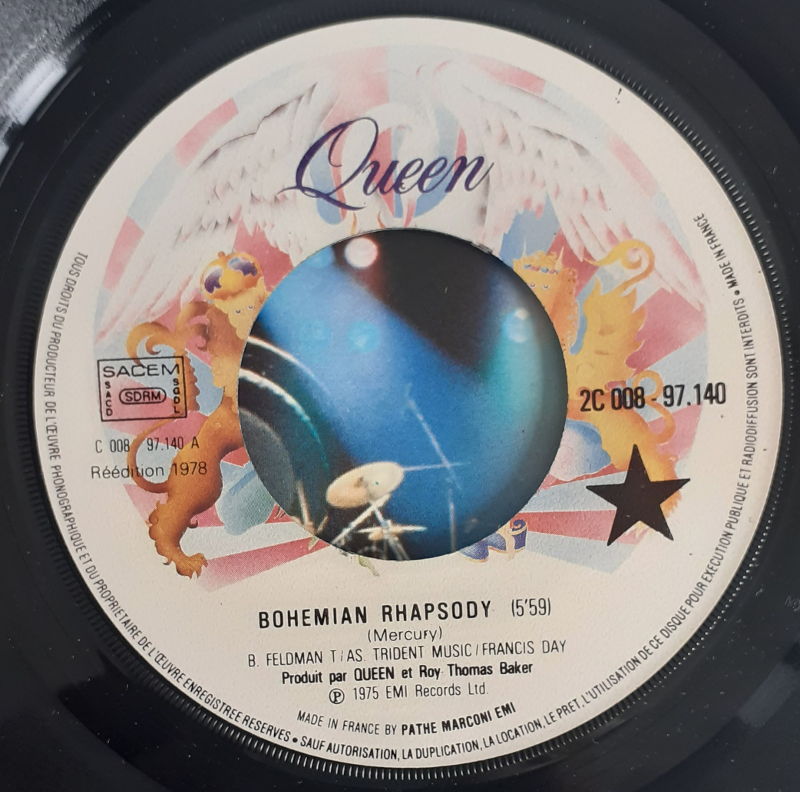 Queen
SACEM
SACD
SDRM
SGDL
C 008 97.140 A
Réédition 1978
2C 008 - 97.140
BOHEMIAN RHAPSODY (5'59)
(Mercury)
B. FELDMAN T/AS. TRIDENT MUSIC / FRANCIS DAY
Produit par QUEEN et Roy Thomas Baker
Ⓟ 1975 EMI Records Ltd.
MADE IN FRANCE BY PATHE MARCONI EMI
TOUS DROITS DU PRODUCTEUR DE L'ŒUVRE PHONOGRAPHIQUE ET DU PROPRIETAIRE DE L'ŒUVRE ENREGISTREE RESERVES • SAUF AUTORISATION, LA DUPLICATION, LA LOCATION, LE PRET, L'UTILISATION DE CE DISQUE POUR EXECUTION PUBLIQUE ET RADIODIFFUSION SONT INTERDITS • MADE IN FRANCE